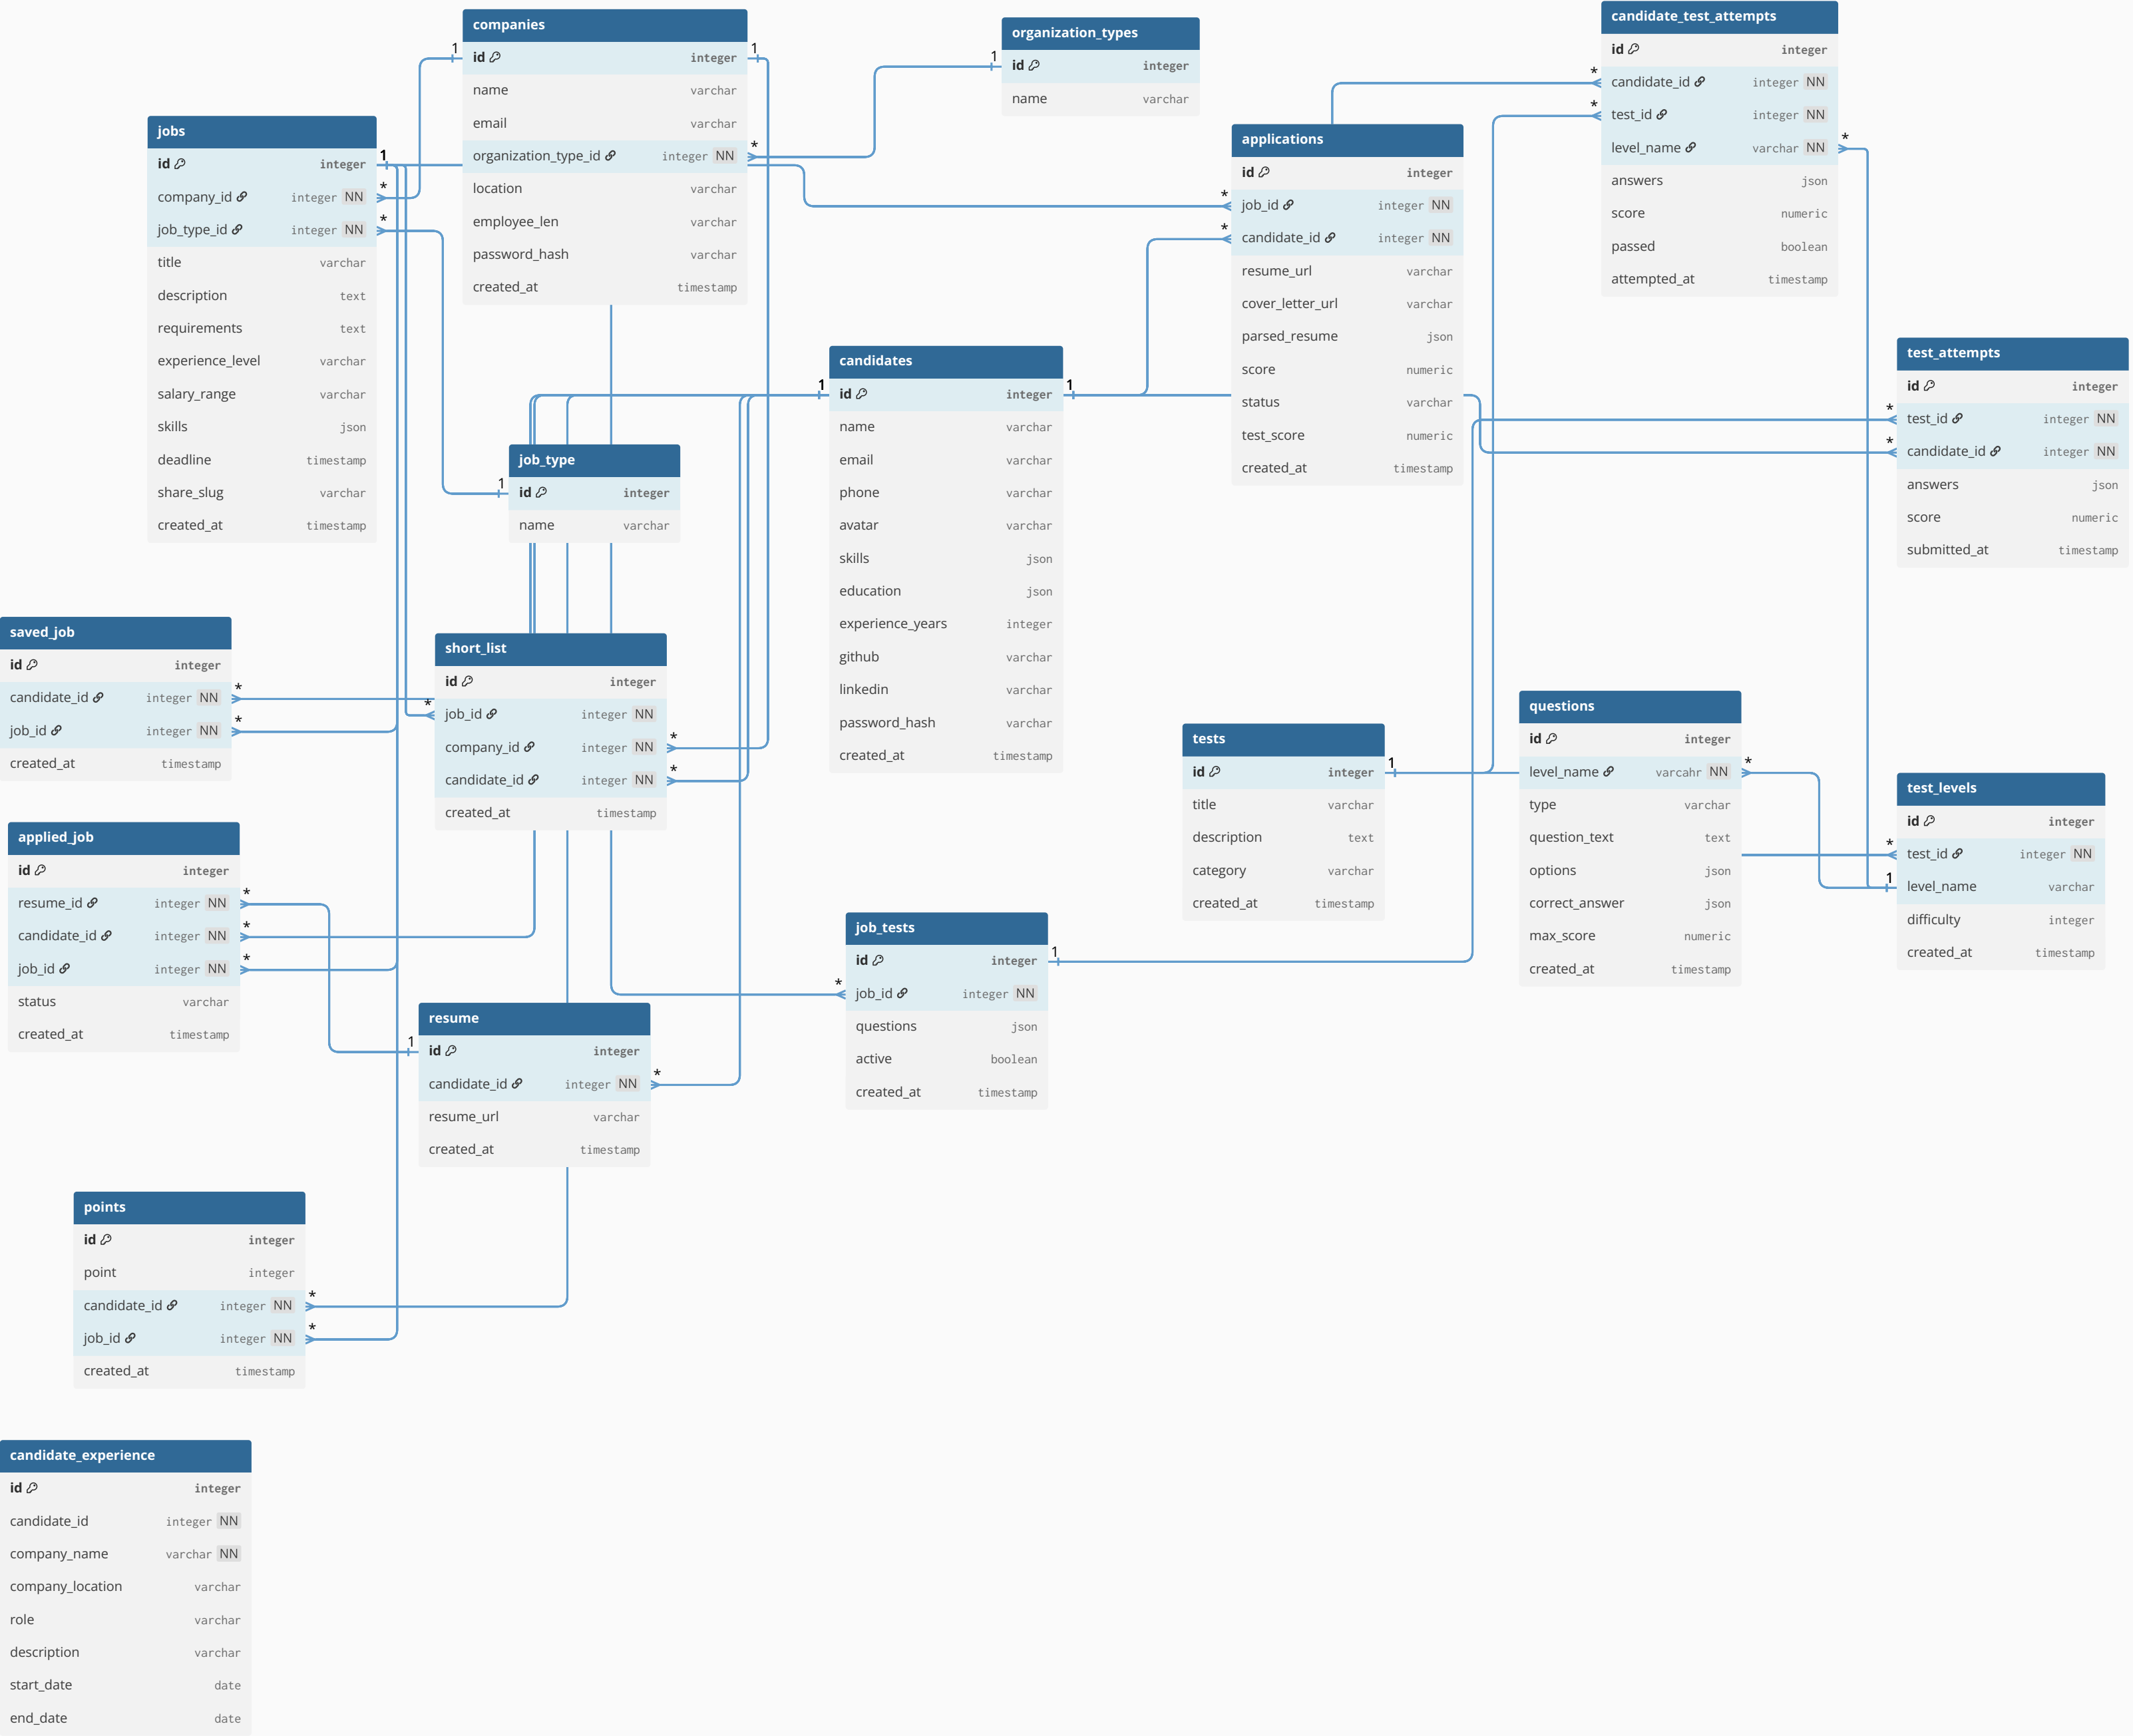 companies
id integer
name varchar
email varchar
organization_type_id integer NN
location varchar
employee_len varchar
password_hash varchar
created_at timestamp
organization_types
id integer
name varchar
candidate_test_attempts
id integer
candidate_id integer NN
test_id integer NN
level_name varchar NN
answers json
score numeric
passed boolean
attempted_at timestamp
jobs
id integer
company_id integer NN
job_type_id integer NN
title varchar
description text
requirements text
experience_level varchar
salary_range varchar
skills json
deadline timestamp
share_slug varchar
created_at timestamp
applications
id integer
job_id integer NN
candidate_id integer NN
resume_url varchar
cover_letter_url varchar
parsed_resume json
score numeric
status varchar
test_score numeric
created_at timestamp
test_attempts
id integer
test_id integer NN
candidate_id integer NN
answers json
score numeric
submitted_at timestamp
candidates
id integer
name varchar
email varchar
phone varchar
avatar varchar
skills json
education json
experience_years integer
github varchar
linkedin varchar
password_hash varchar
created_at timestamp
job_type
id integer
name varchar
saved_job
id integer
candidate_id integer NN
job_id integer NN
created_at timestamp
short_list
id integer
job_id integer NN
company_id integer NN
candidate_id integer NN
created_at timestamp
questions
id integer
level_name varcahr NN
type varchar
question_text text
options json
correct_answer json
max_score numeric
created_at timestamp
tests
id integer
title varchar
description text
category varchar
created_at timestamp
test_levels
id integer
test_id integer NN
level_name varchar
difficulty integer
created_at timestamp
applied_job
id integer
resume_id integer NN
candidate_id integer NN
job_id integer NN
status varchar
created_at timestamp
job_tests
id integer
job_id integer NN
questions json
active boolean
created_at timestamp
resume
id integer
candidate_id integer NN
resume_url varchar
created_at timestamp
points
id integer
point integer
candidate_id integer NN
job_id integer NN
created_at timestamp
candidate_experience
id integer
candidate_id integer NN
company_name varchar NN
company_location varchar
role varchar
description varchar
start_date date
end_date date